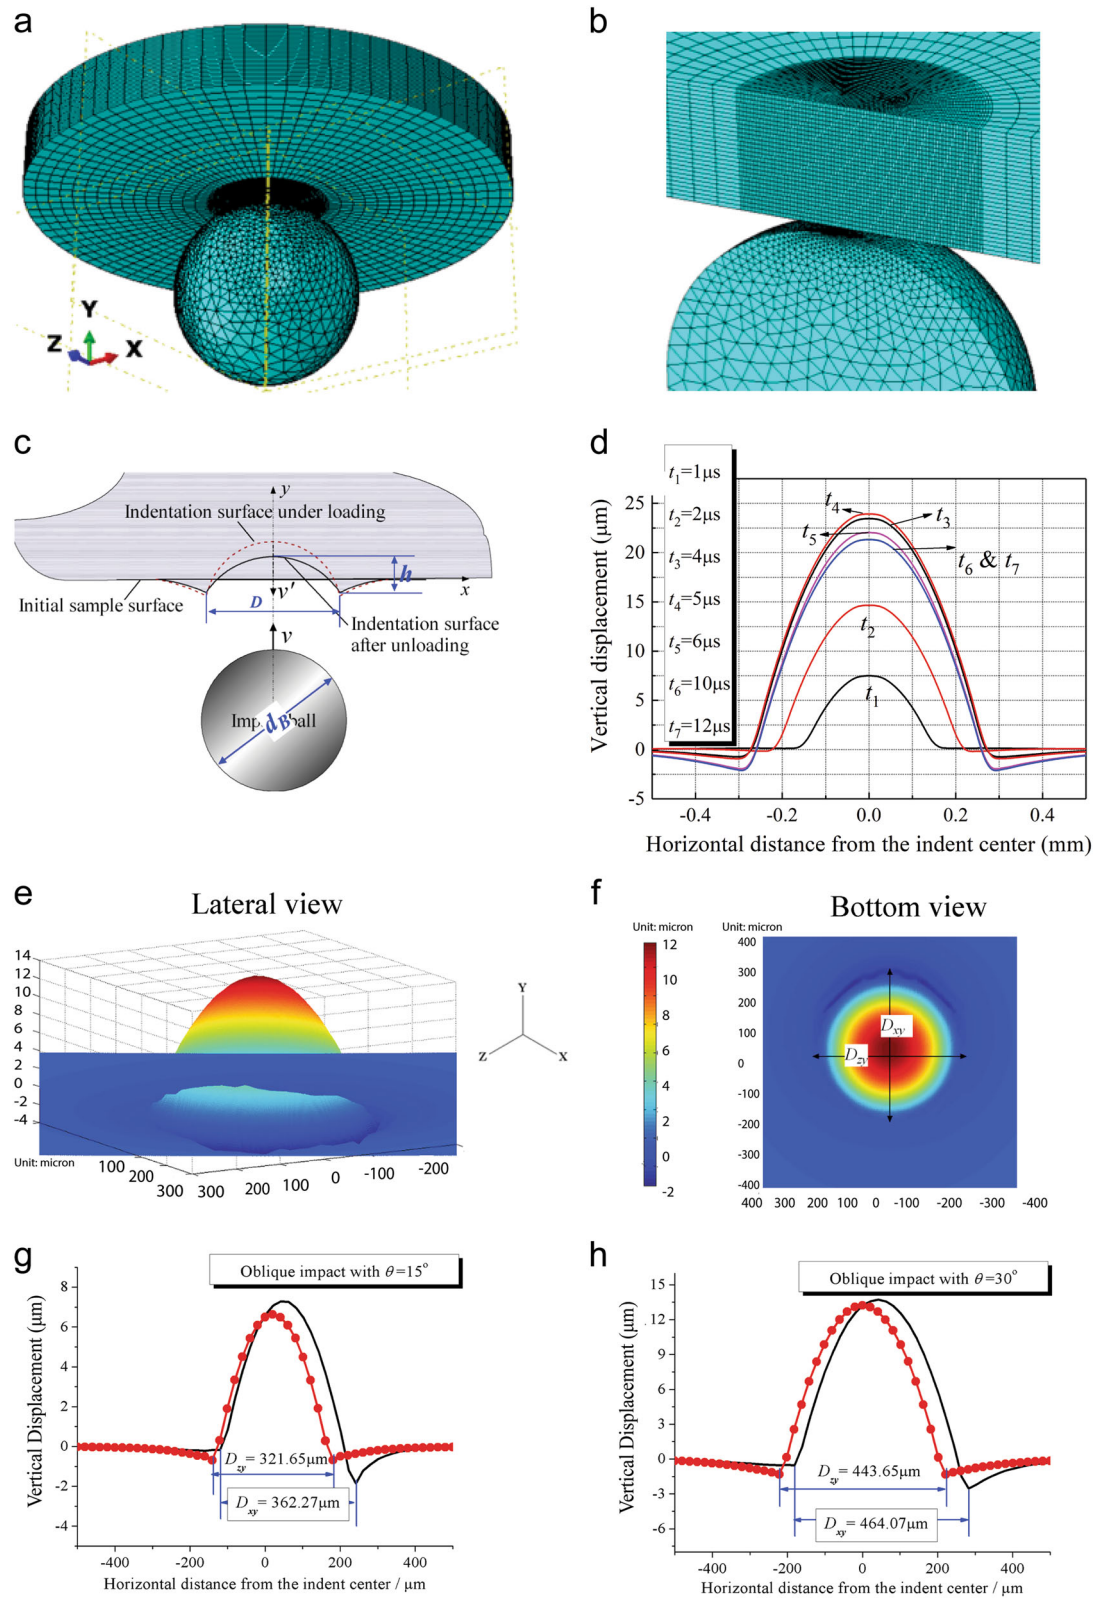 a
b
Y
Z
X
c
y
Indentation surface under loading
h
v'
x
Initial sample surface
D
Indentation surface
after unloading
v
d_B
ball
d
t₁=1μs
t₂=2μs
t₃=4μs
t₄=5μs
t₅=6μs
t₆=10μs
t₇=12μs
t₄
t₃
t₅
t₆ & t₇
t₂
t₁
25
20
15
10
5
0
-5
Vertical displacement (μm)
-0.4
-0.2
0.0
0.2
0.4
Horizontal distance from the indent center (mm)
e
Lateral view
14
12
10
8
6
4
2
0
-2
-4
Unit: micron
100
200
300
300
200
100
0
-100
-200
Y
Z
X
f
Bottom view
Unit: micron
Unit: micron
12
10
8
6
4
2
0
-2
400
300
200
100
0
-100
-200
-300
-400
D_xy
D_zy
400 300 200 100 0 -100 -200 -300 -400
g
Oblique impact with θ=15°
8
6
4
2
0
-2
-4
Vertical Displacement (μm)
D_zy = 321.65μm
D_xy = 362.27μm
-400
-200
0
200
400
Horizontal distance from the indent center / μm
h
Oblique impact with θ=30°
15
12
9
6
3
0
-3
-6
Vertical Displacement (μm)
D_zy = 443.65μm
D_xy = 464.07μm
-400
-200
0
200
400
Horizontal distance from the indent center / μm